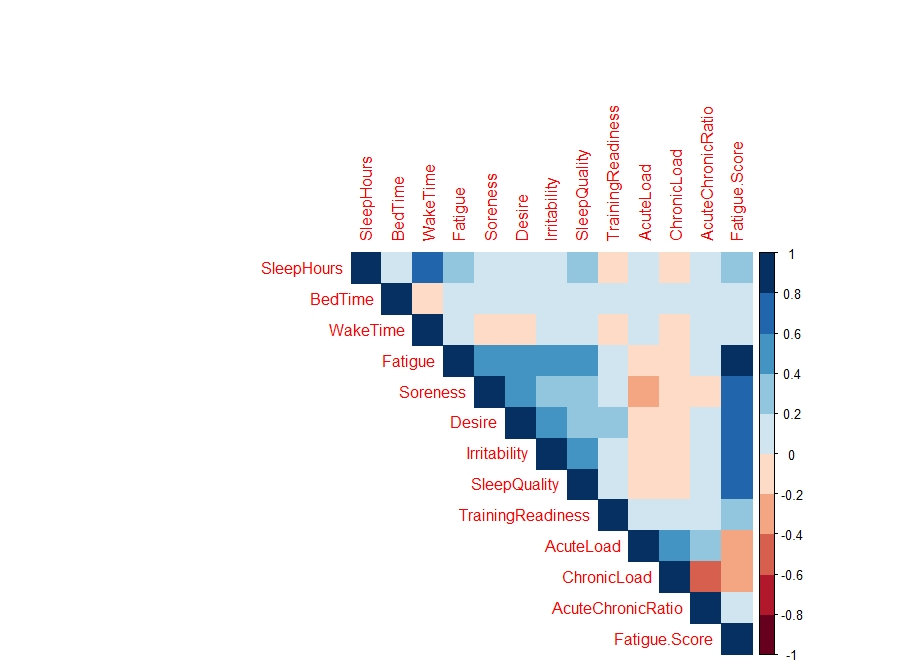 SleepHours
BedTime
WakeTime
Fatigue
Soreness
Desire
Irritability
SleepQuality
TrainingReadiness
AcuteLoad
ChronicLoad
AcuteChronicRatio
Fatigue.Score
SleepHours
BedTime
WakeTime
Fatigue
Soreness
Desire
Irritability
SleepQuality
TrainingReadiness
AcuteLoad
ChronicLoad
AcuteChronicRatio
Fatigue.Score
1
0.8
0.6
0.4
0.2
0
-0.2
-0.4
-0.6
-0.8
-1